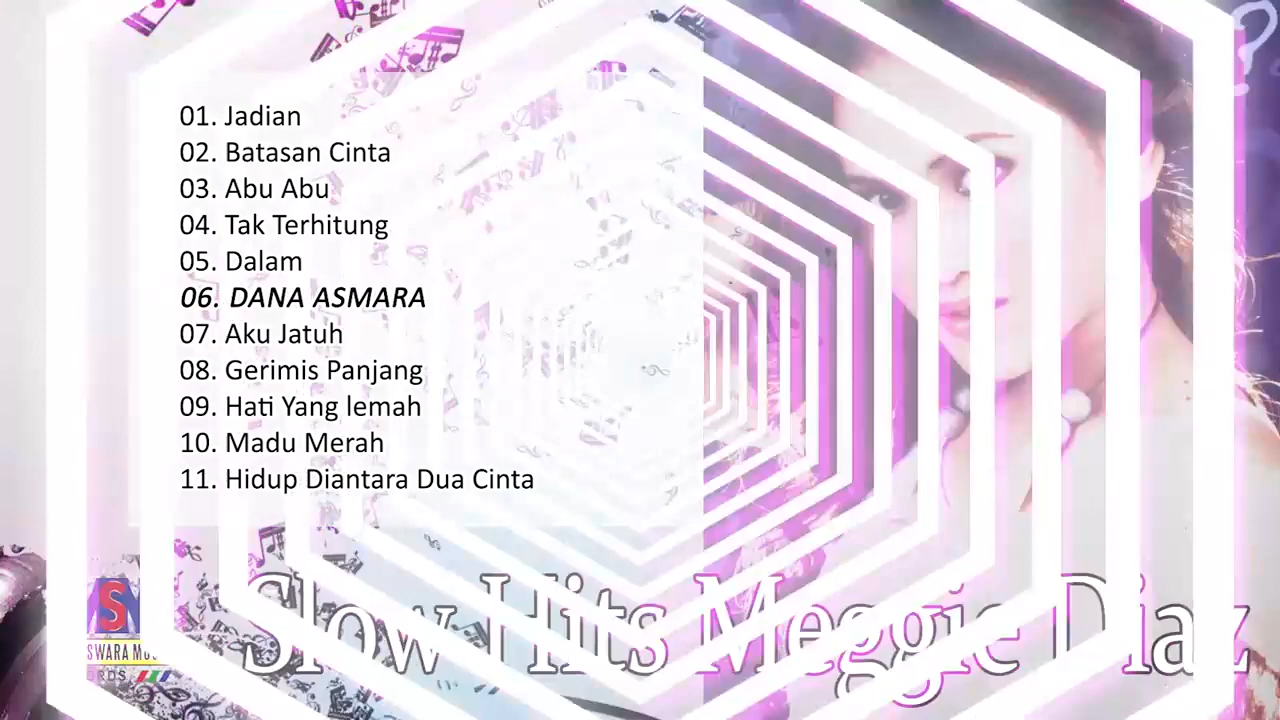 01. Jadian
02. Batasan Cinta
03. Abu Abu
04. Tak Terhitung
05. Dalam
06. DANA ASMARA
07. Aku Jatuh
08. Gerimis Panjang
09. Hati Yang lemah
10. Madu Merah
11. Hidup Diantara Dua Cinta
Slow Hits Meggie Diaz
S
SWARA
?